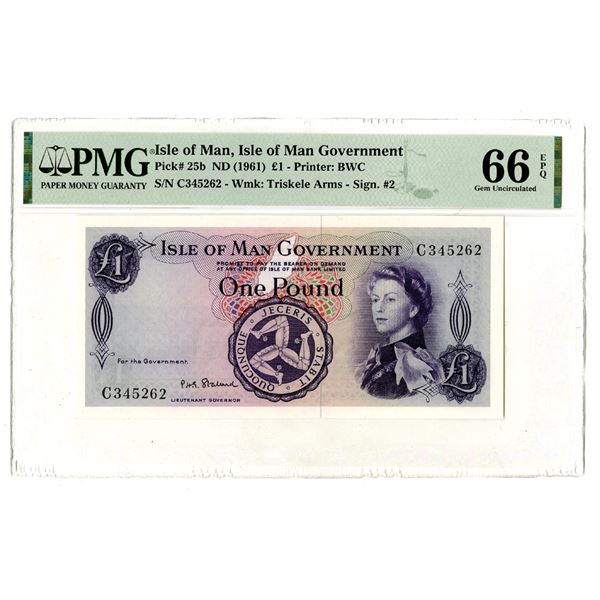 PMG
PAPER MONEY GUARANTY
Isle of Man, Isle of Man Government
Pick# 25b ND (1961) £1 - Printer: BWC
S/N C345262 - Wmk: Triskele Arms - Sign. #2
66 EPQ
Gem Uncirculated
£1
ISLE OF MAN GOVERNMENT
C345262
PROMISE TO PAY THE BEARER ON DEMAND
AT ANY OFFICE OF ISLE OF MAN BANK LIMITED
One Pound
QUOCUNQUE JECERIS STABIT
For the Government.
C345262
LIEUTENANT GOVERNOR
£1